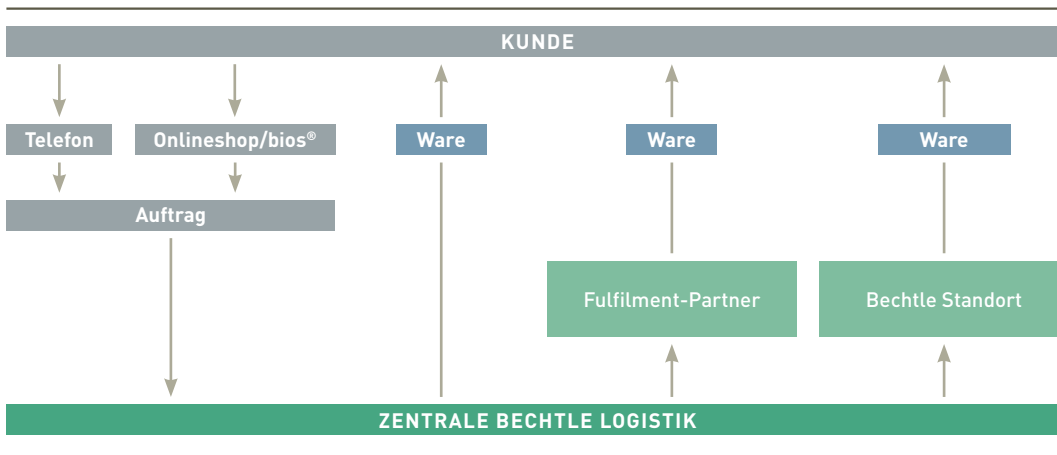 KUNDE
Telefon
Onlineshop/bios®
Ware
Ware
Ware
Auftrag
Fulfilment-Partner
Bechtle Standort
ZENTRALE BECHTLE LOGISTIK